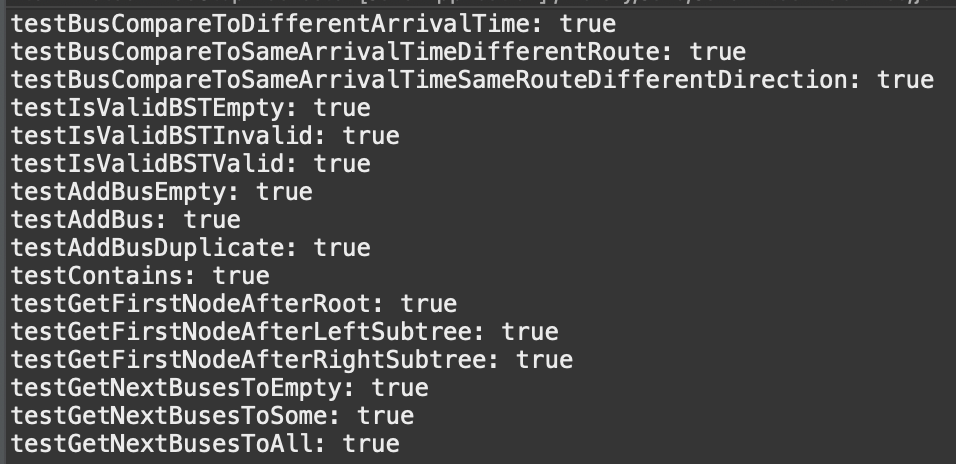 testBusCompareToDifferentArrivalTime: true
testBusCompareToSameArrivalTimeDifferentRoute: true
testBusCompareToSameArrivalTimeSameRouteDifferentDirection: true
testIsValidBSTEmpty: true
testIsValidBSTInvalid: true
testIsValidBSTValid: true
testAddBusEmpty: true
testAddBus: true
testAddBusDuplicate: true
testContains: true
testGetFirstNodeAfterRoot: true
testGetFirstNodeAfterLeftSubtree: true
testGetFirstNodeAfterRightSubtree: true
testGetNextBusesToEmpty: true
testGetNextBusesToSome: true
testGetNextBusesToAll: true